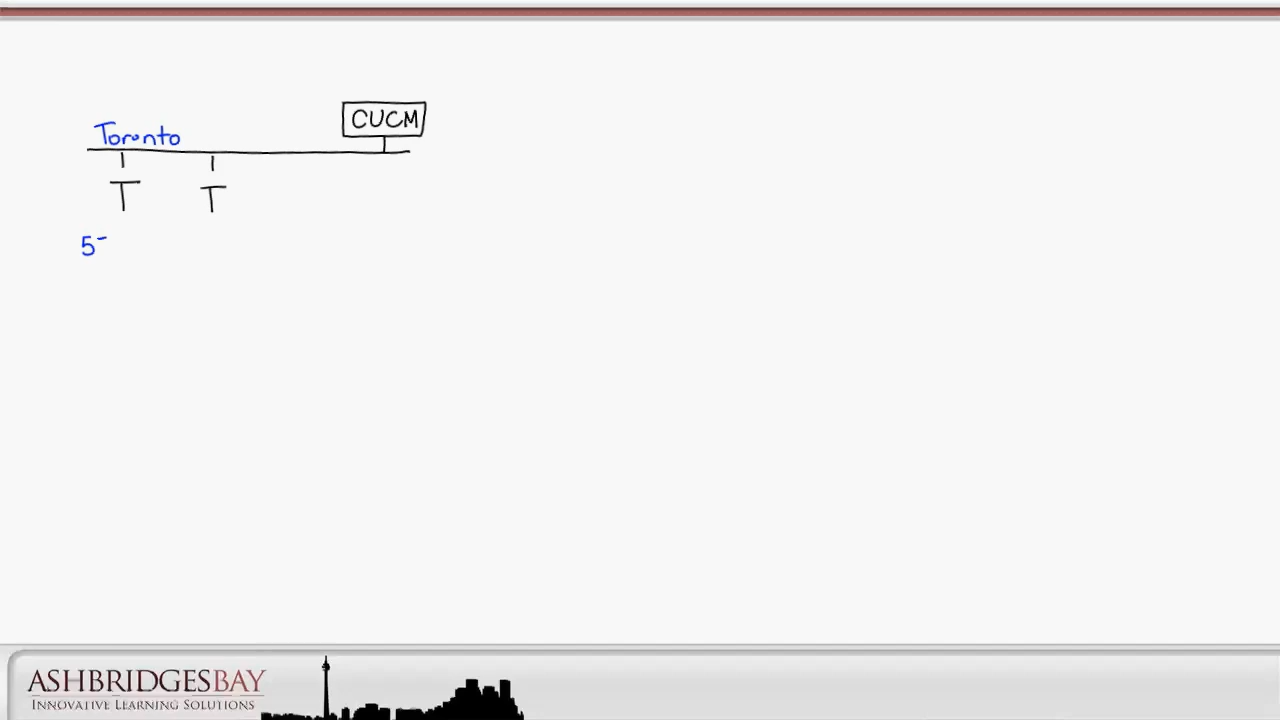 CUCM
Toronto
T T
5
ASHBRIDGESBAY
INNOVATIVE LEARNING SOLUTIONS